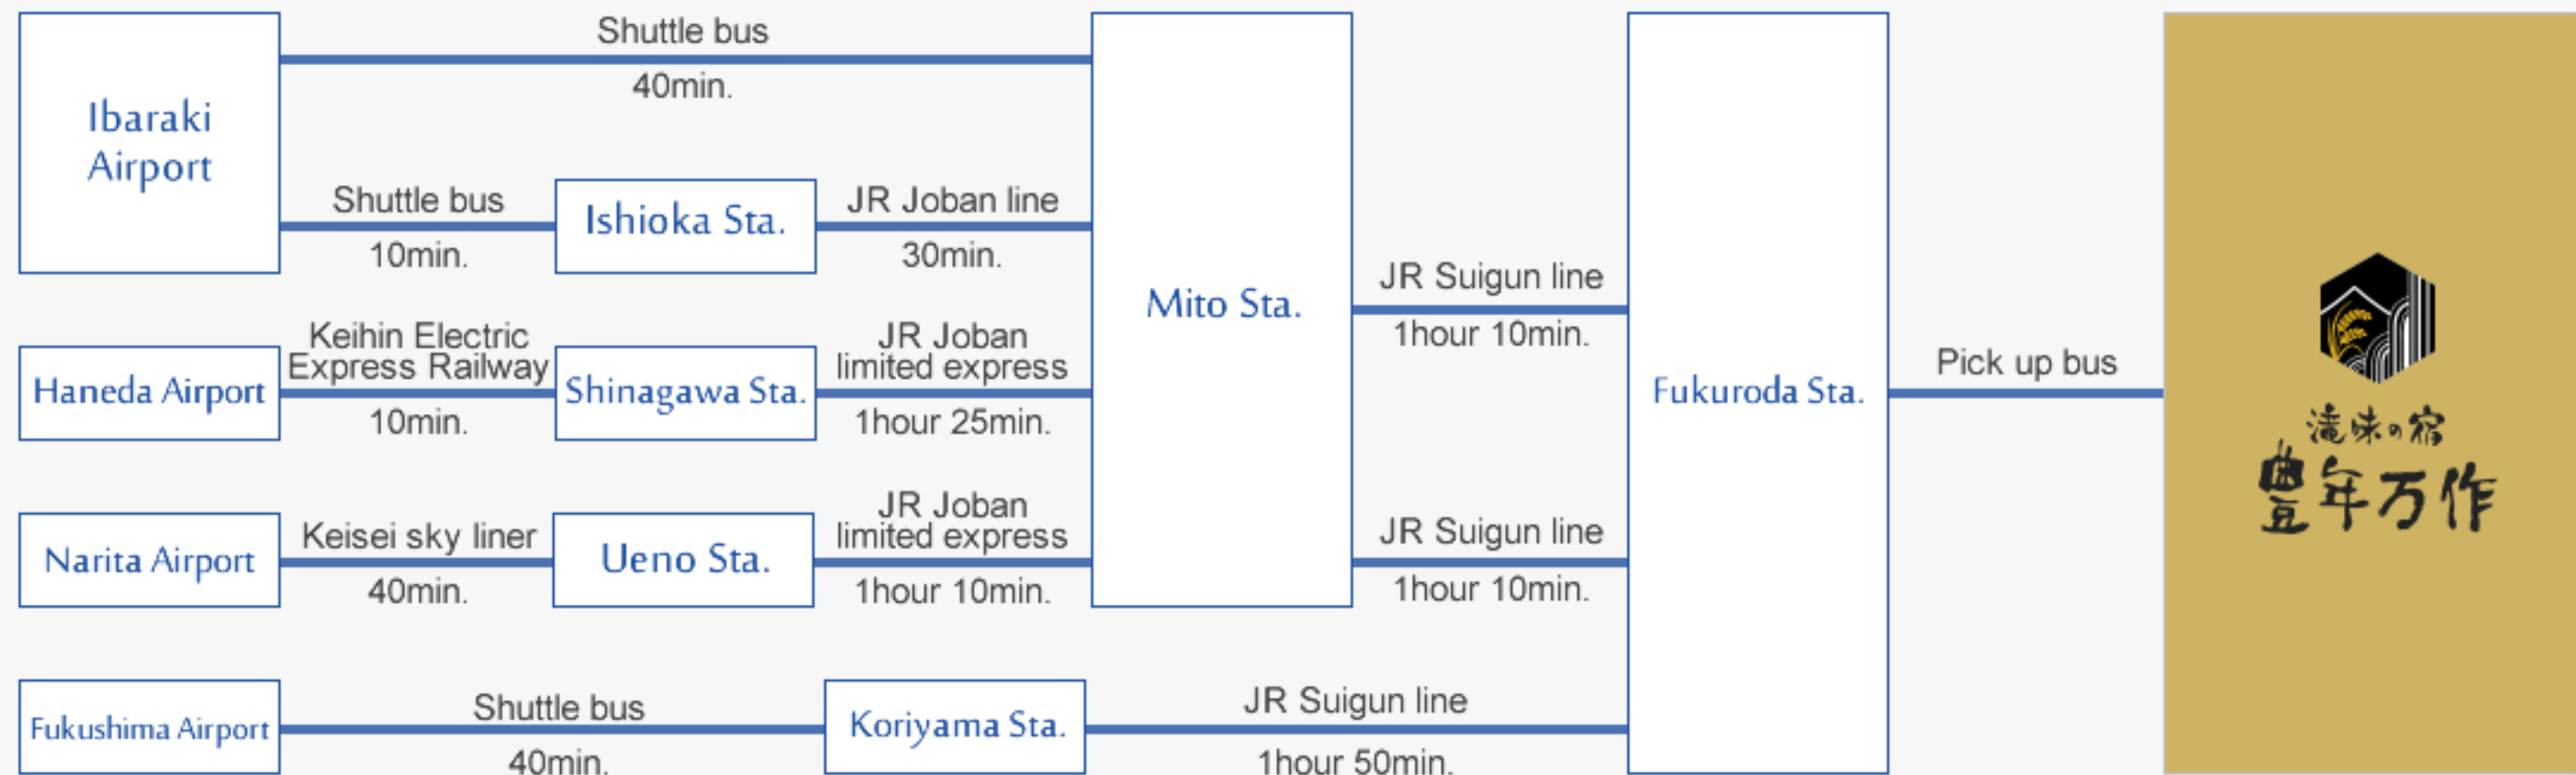 Shuttle bus
40min.
Ibaraki
Airport
Shuttle bus
10min.
Ishioka Sta.
JR Joban line
30min.
Mito Sta.
JR Suigun line
1hour 10min.
Keihin Electric
Express Railway
10min.
Haneda Airport
Shinagawa Sta.
JR Joban
limited express
1hour 25min.
Fukuroda Sta.
Pick up bus
滝味の宿
豊年万作
Narita Airport
Keisei sky liner
40min.
Ueno Sta.
JR Joban
limited express
1hour 10min.
JR Suigun line
1hour 10min.
Fukushima Airport
Shuttle bus
40min.
Koriyama Sta.
JR Suigun line
1hour 50min.